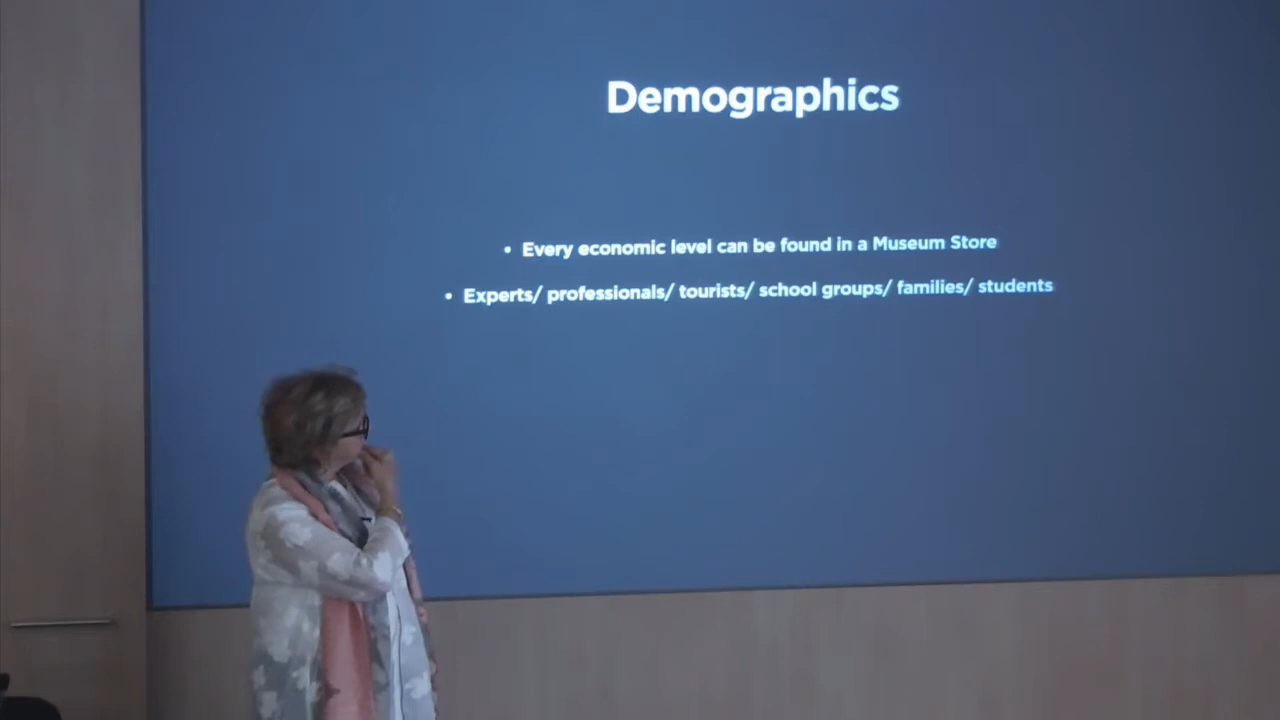 Demographics
• Every economic level can be found in a Museum Store
• Experts/ professionals/ tourists/ school groups/ families/ students